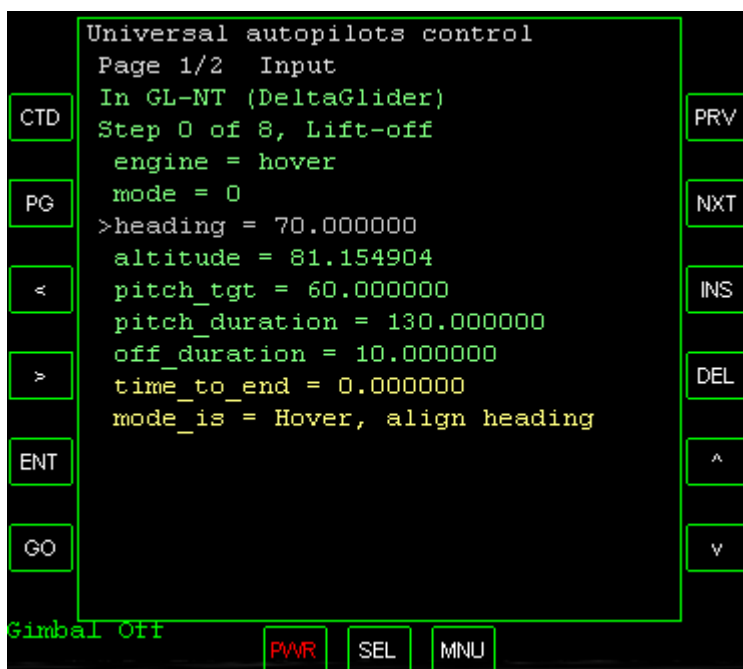 Universal autopilots control
Page 1/2 Input
In GL-NT (DeltaGlider)
CTD
PRV
Step 0 of 8, Lift-off
engine = hover
mode = 0
PG
NXT
>heading = 70.000000
altitude = 81.154904
<
pitch_tgt = 60.000000
INS
pitch_duration = 130.000000
off_duration = 10.000000
>
time_to_end = 0.000000
DEL
mode_is = Hover, align heading
ENT
^
GO
v
Gimbal Off
PWR
SEL
MNU